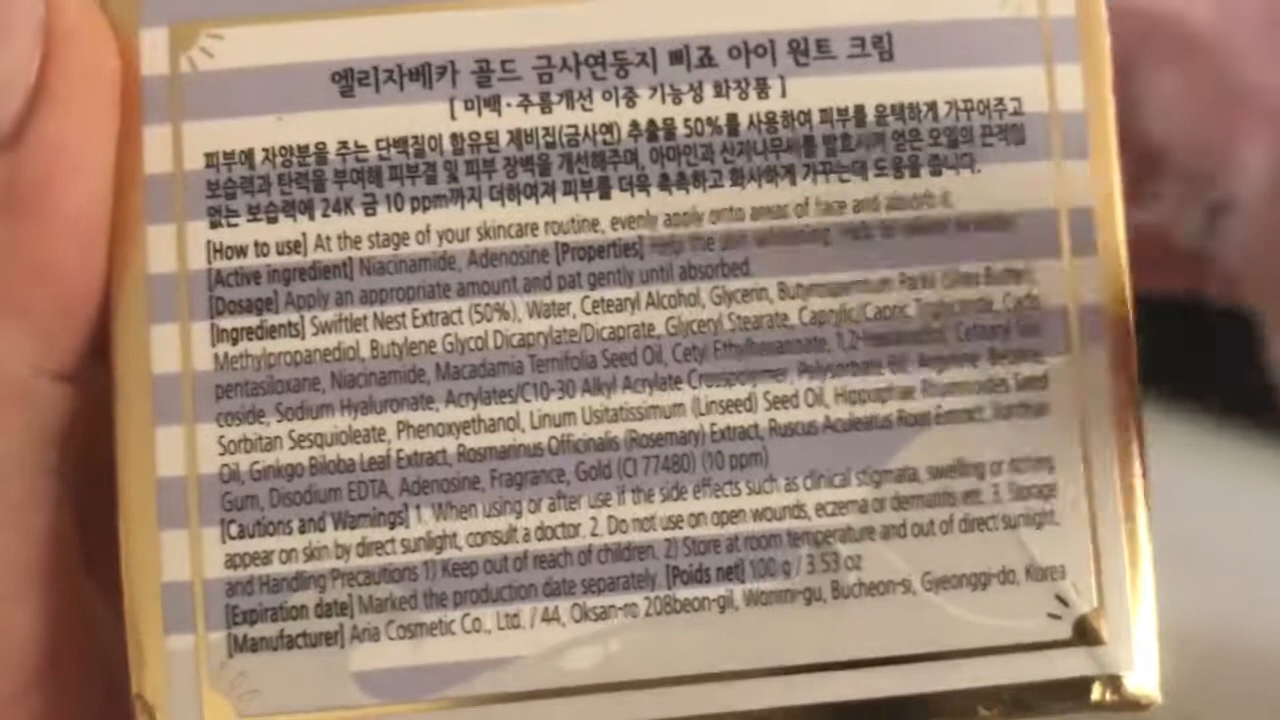 엘리자베카 골드 금사연둥지 삐죠 아이 원트 크림
[ 미백·주름개선 이중 기능성 화장품 ]
피부에 자양분을 주는 단백질이 함유된 제비집(금사연) 추출물 50%를 사용하여 피부를 윤택하게 가꾸어주고
보습력과 탄력을 부여해 피부결 및 피부 장벽을 개선해주며, 아마인과 산자나무씨를 발효시켜 얻은 오일의 끈적임
없는 보습력에 24K 금 10 ppm까지 더하여져 피부를 더욱 촉촉하고 화사하게 가꾸는데 도움을 줍니다.
[How to use] At the stage of your skincare routine, evenly apply onto areas of face and absorb it.
[Active ingredient] Niacinamide, Adenosine [Properties] Help the skin whitening,
[Dosage] Apply an appropriate amount and pat gently until absorbed.
[Ingredients] Swiftlet Nest Extract (50%), Water, Cetearyl Alcohol, Glycerin, Butyrospermum Parkii (Shea Butter),
Methylpropanediol, Butylene Glycol Dicaprylate/Dicaprate, Glyceryl Stearate, Caprylic/Capric Triglyceride, Cyclo
pentasiloxane, Niacinamide, Macadamia Ternifolia Seed Oil, Cetyl Ethylhexanoate, 1,2-Hexanediol, Cetearyl Glu
coside, Sodium Hyaluronate, Acrylates/C10-30 Alkyl Acrylate Crosspolymer, Polysorbate 60, Arginine, Betaine,
Sorbitan Sesquioleate, Phenoxyethanol, Linum Usitatissimum (Linseed) Seed Oil, Hippophae Rhamnoides Seed
Oil, Ginkgo Biloba Leaf Extract, Rosmarinus Officinalis (Rosemary) Extract, Ruscus Aculeatus Root Extract, Xanthan
Gum, Disodium EDTA, Adenosine, Fragrance, Gold (CI 77480) (10 ppm)
[Cautions and Warnings] 1. When using or after use if the side effects such as clinical stigmata, swelling or itching
appear on skin by direct sunlight, consult a doctor. 2. Do not use on open wounds, eczema or dermatitis etc. 3. Storage
and Handling Precautions 1) Keep out of reach of children. 2) Store at room temperature and out of direct sunlight.
[Expiration date] Marked the production date separately. [Poids net] 100 g / 3.53 oz
[Manufacturer] Aria Cosmetic Co., Ltd. / 44, Oksan-ro 208beon-gil, Wonmi-gu, Bucheon-si, Gyeonggi-do, Korea